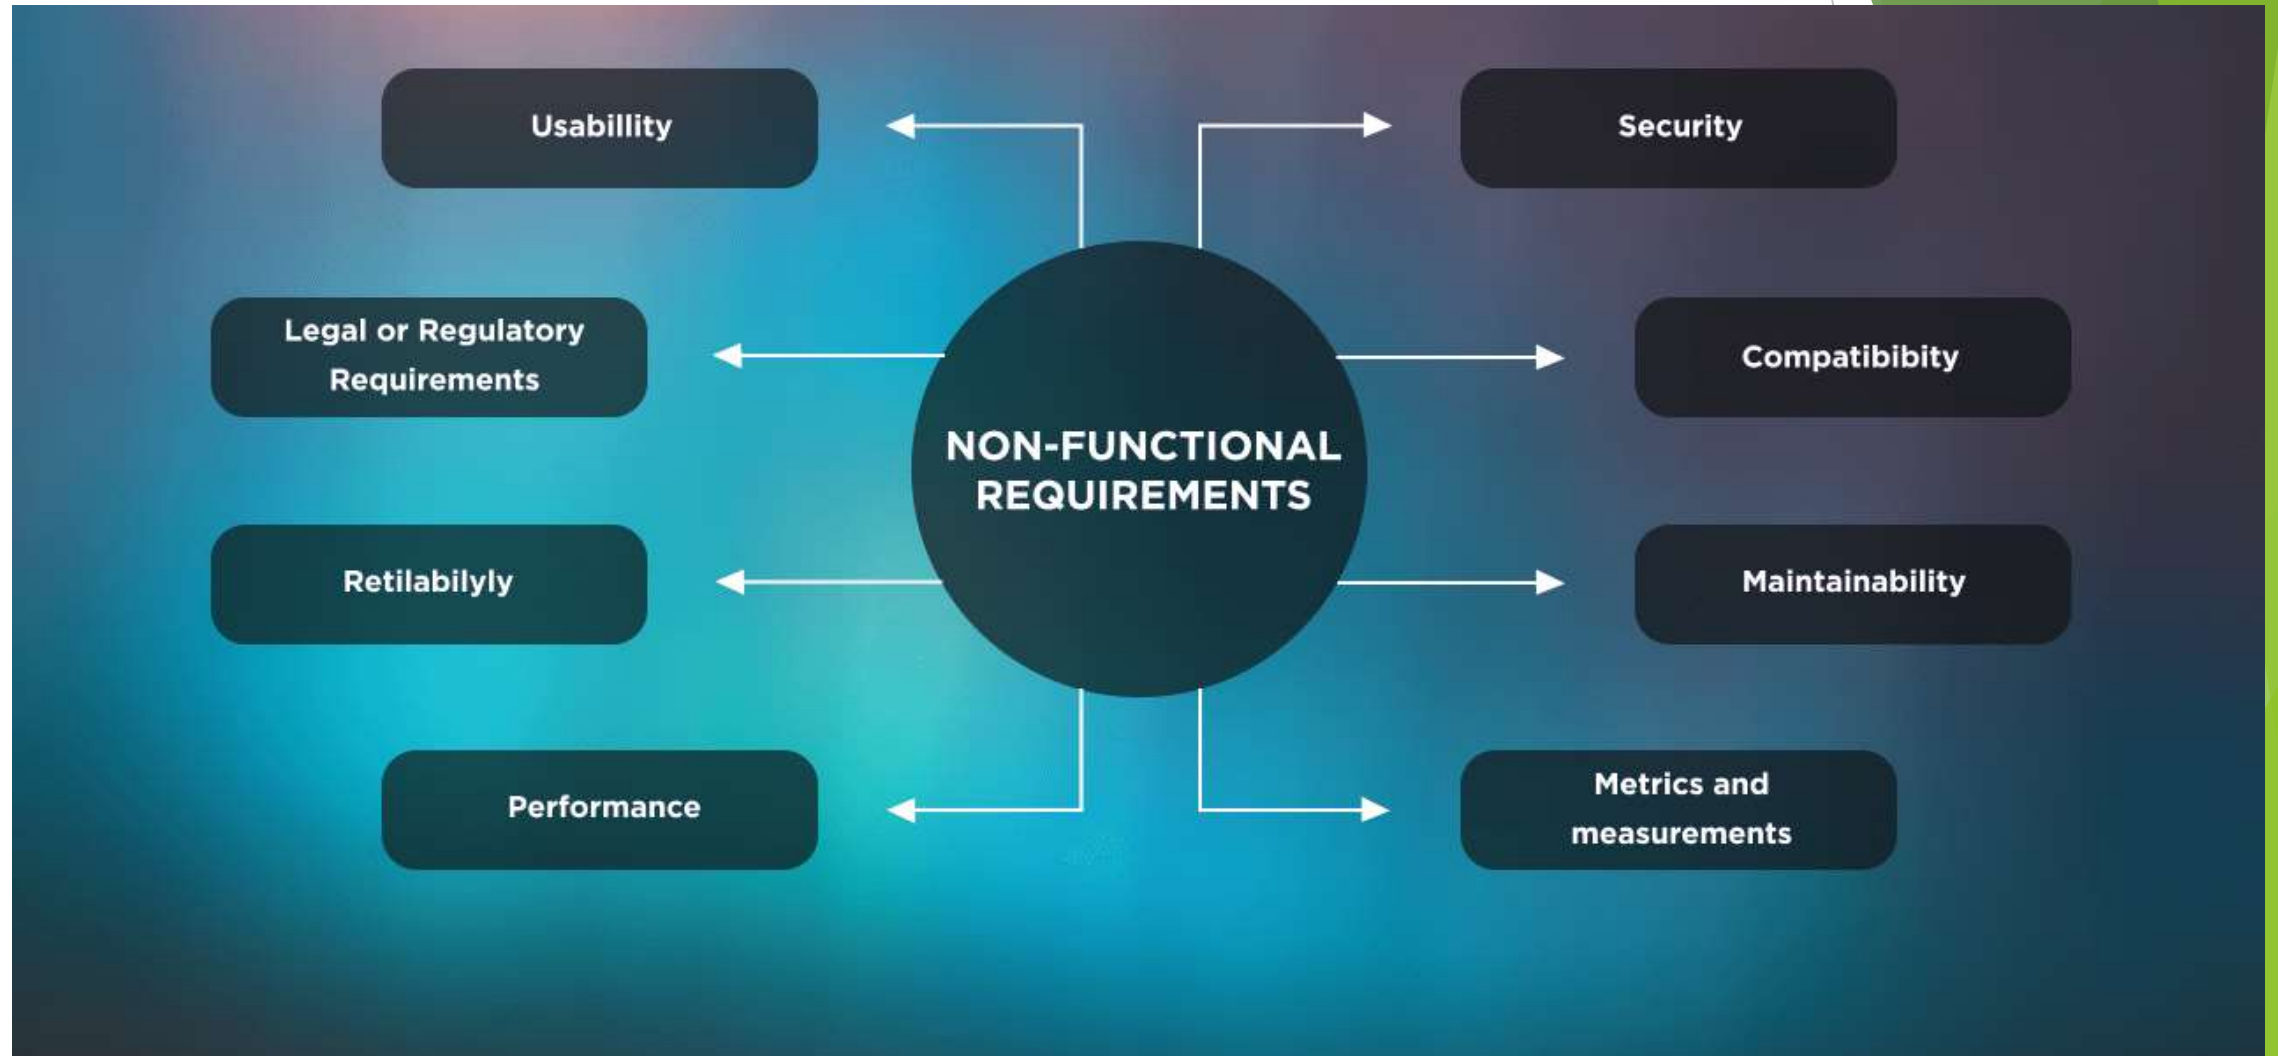 Usabillity
Security
Legal or Regulatory
Requirements
Compatibibity
NON-FUNCTIONAL
REQUIREMENTS
Retilabilyly
Maintainability
Performance
Metrics and
measurements